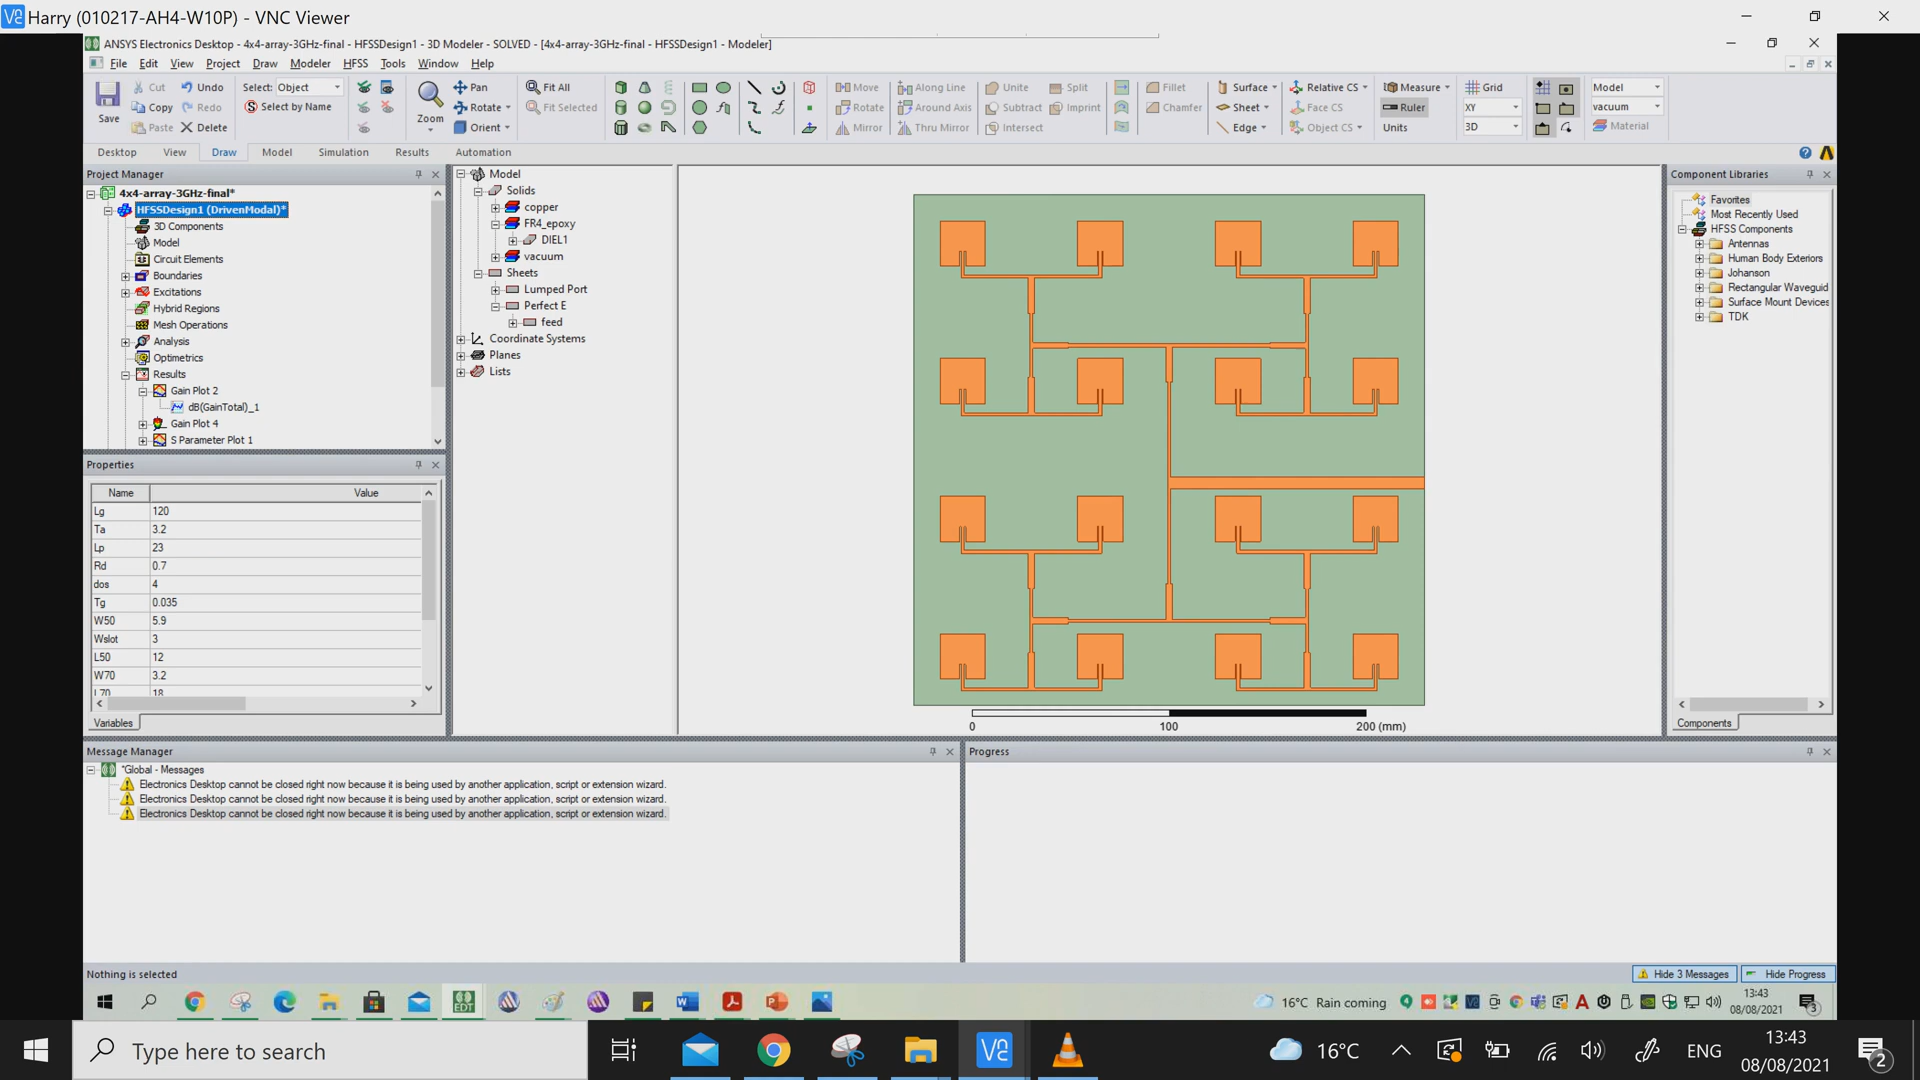 Harry (010217-AH4-W10P) - VNC Viewer
ANSYS Electronics Desktop - 4x4-array-3GHz-final - HFSSDesign1 - 3D Modeler - SOLVED - [4x4-array-3GHz-final - HFSSDesign1 - Modeler]
File Edit View Project Draw Modeler HFSS Tools Window Help
Save
Cut
Copy
Paste
Undo
Redo
Delete
Select: Object
Select by Name
Zoom
Pan
Rotate
Orient
Fit All
Fit Selected
Move
Rotate
Mirror
Along Line
Around Axis
Thru Mirror
Unite
Subtract
Intersect
Split
Imprint
Fillet
Chamfer
Surface
Sheet
Edge
Relative CS
Face CS
Object CS
Measure
Ruler
Units
Grid
XY
3D
Model
vacuum
Material
Desktop View Draw Model Simulation Results Automation
Project Manager
4x4-array-3GHz-final*
HFSSDesign1 (DrivenModal)*
3D Components
Model
Circuit Elements
Boundaries
Excitations
Hybrid Regions
Mesh Operations
Analysis
Optimetrics
Results
Gain Plot 2
dB(GainTotal)_1
Gain Plot 4
S Parameter Plot 1
Properties
Name Value
Lg 120
Ta 3.2
Lp 23
Rd 0.7
dos 4
Tg 0.035
W50 5.9
Wslot 3
L50 12
W70 3.2
L70 18
Variables
Model
Solids
copper
FR4_epoxy
DIEL1
vacuum
Sheets
Lumped Port
Perfect E
feed
Coordinate Systems
Planes
Lists
0 100 200 (mm)
Component Libraries
Favorites
Most Recently Used
HFSS Components
Antennas
Human Body Exteriors
Johanson
Rectangular Waveguid
Surface Mount Devices
TDK
Components
Message Manager
*Global - Messages
Electronics Desktop cannot be closed right now because it is being used by another application, script or extension wizard.
Electronics Desktop cannot be closed right now because it is being used by another application, script or extension wizard.
Electronics Desktop cannot be closed right now because it is being used by another application, script or extension wizard.
Progress
Nothing is selected
Hide 3 Messages
Hide Progress
EDT
16°C Rain coming
13:43
08/08/2021
3
Type here to search
16°C
ENG
13:43
08/08/2021
2